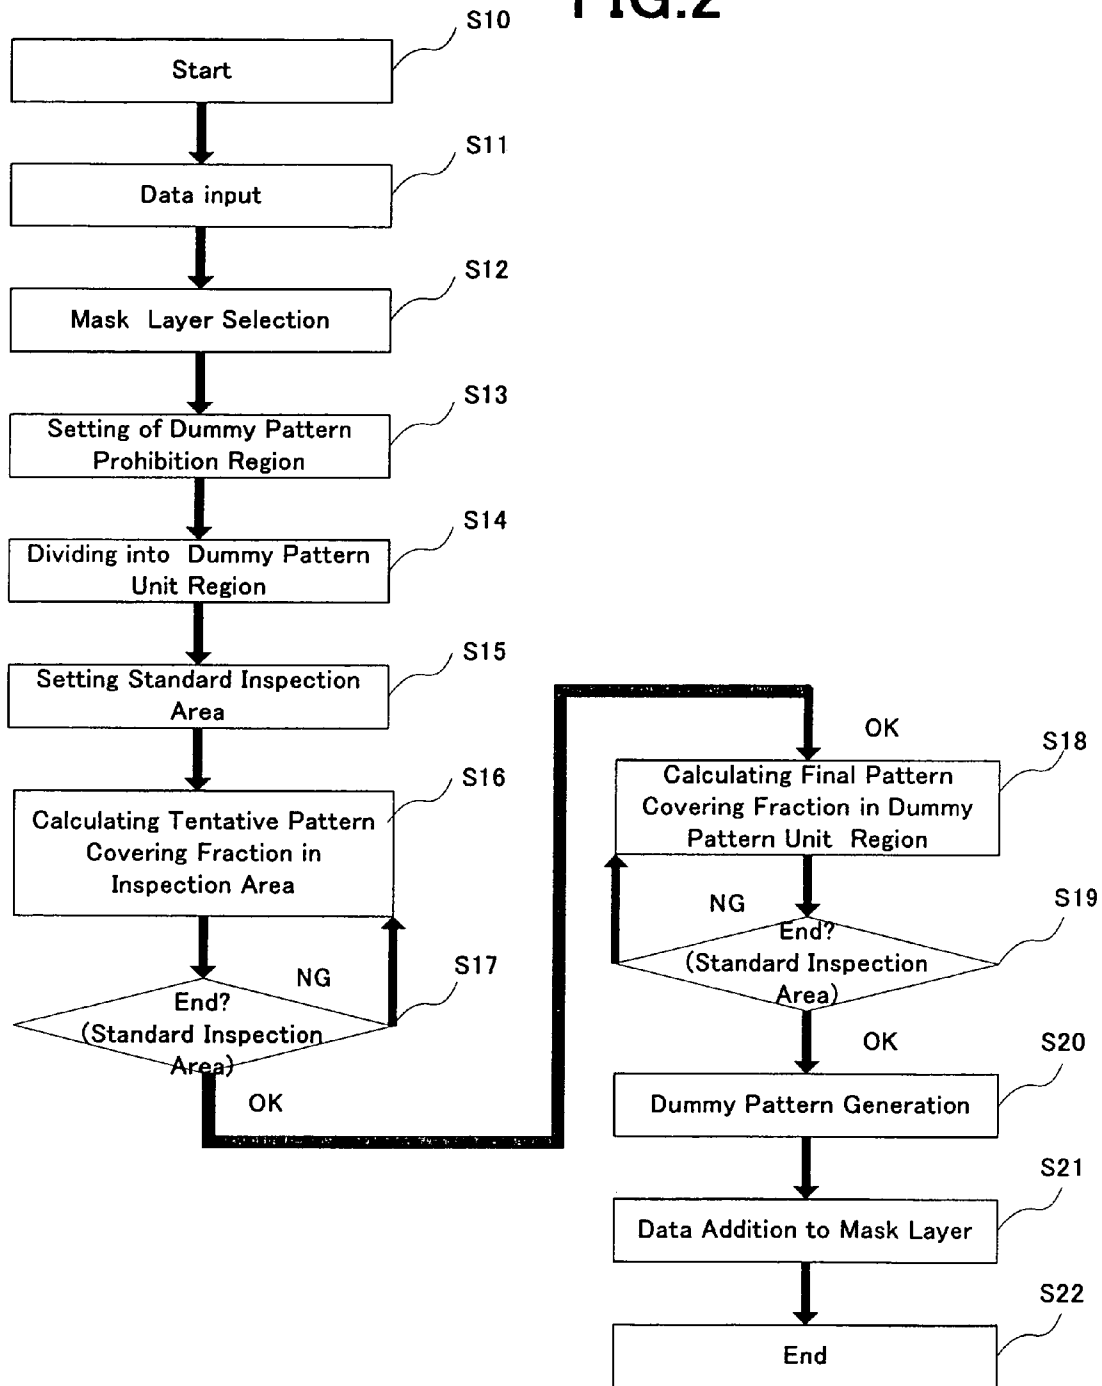 FIG.2
S10
Start
S11
Data input
S12
Mask Layer Selection
S13
Setting of Dummy Pattern
Prohibition Region
S14
Dividing into Dummy Pattern
Unit Region
S15
Setting Standard Inspection
Area
S16
Calculating Tentative Pattern
Covering Fraction in
Inspection Area
NG
S17
End?
(Standard Inspection
Area)
OK
OK
S18
Calculating Final Pattern
Covering Fraction in Dummy
Pattern Unit Region
NG
S19
End?
(Standard Inspection
Area)
OK
S20
Dummy Pattern Generation
S21
Data Addition to Mask Layer
S22
End